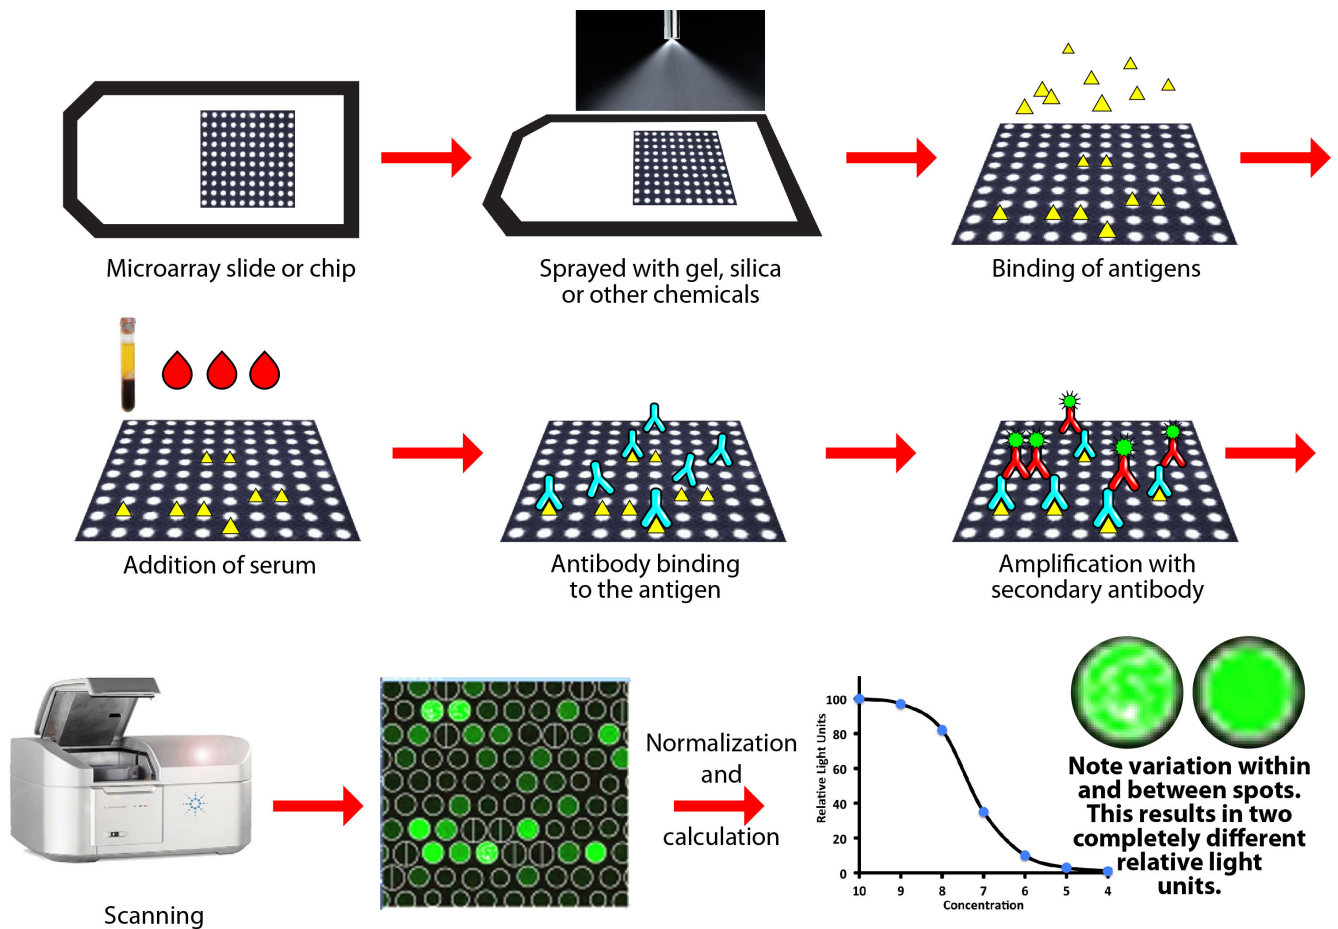 Microarray slide or chip
Sprayed with gel, silica
or other chemicals
Binding of antigens
Addition of serum
Antibody binding
to the antigen
Amplification with
secondary antibody
Scanning
Normalization
and
calculation
Relative Light Units
100
80
60
40
20
0
10 9 8 7 6 5 4
Concentration
Note variation within
and between spots.
This results in two
completely different
relative light
units.